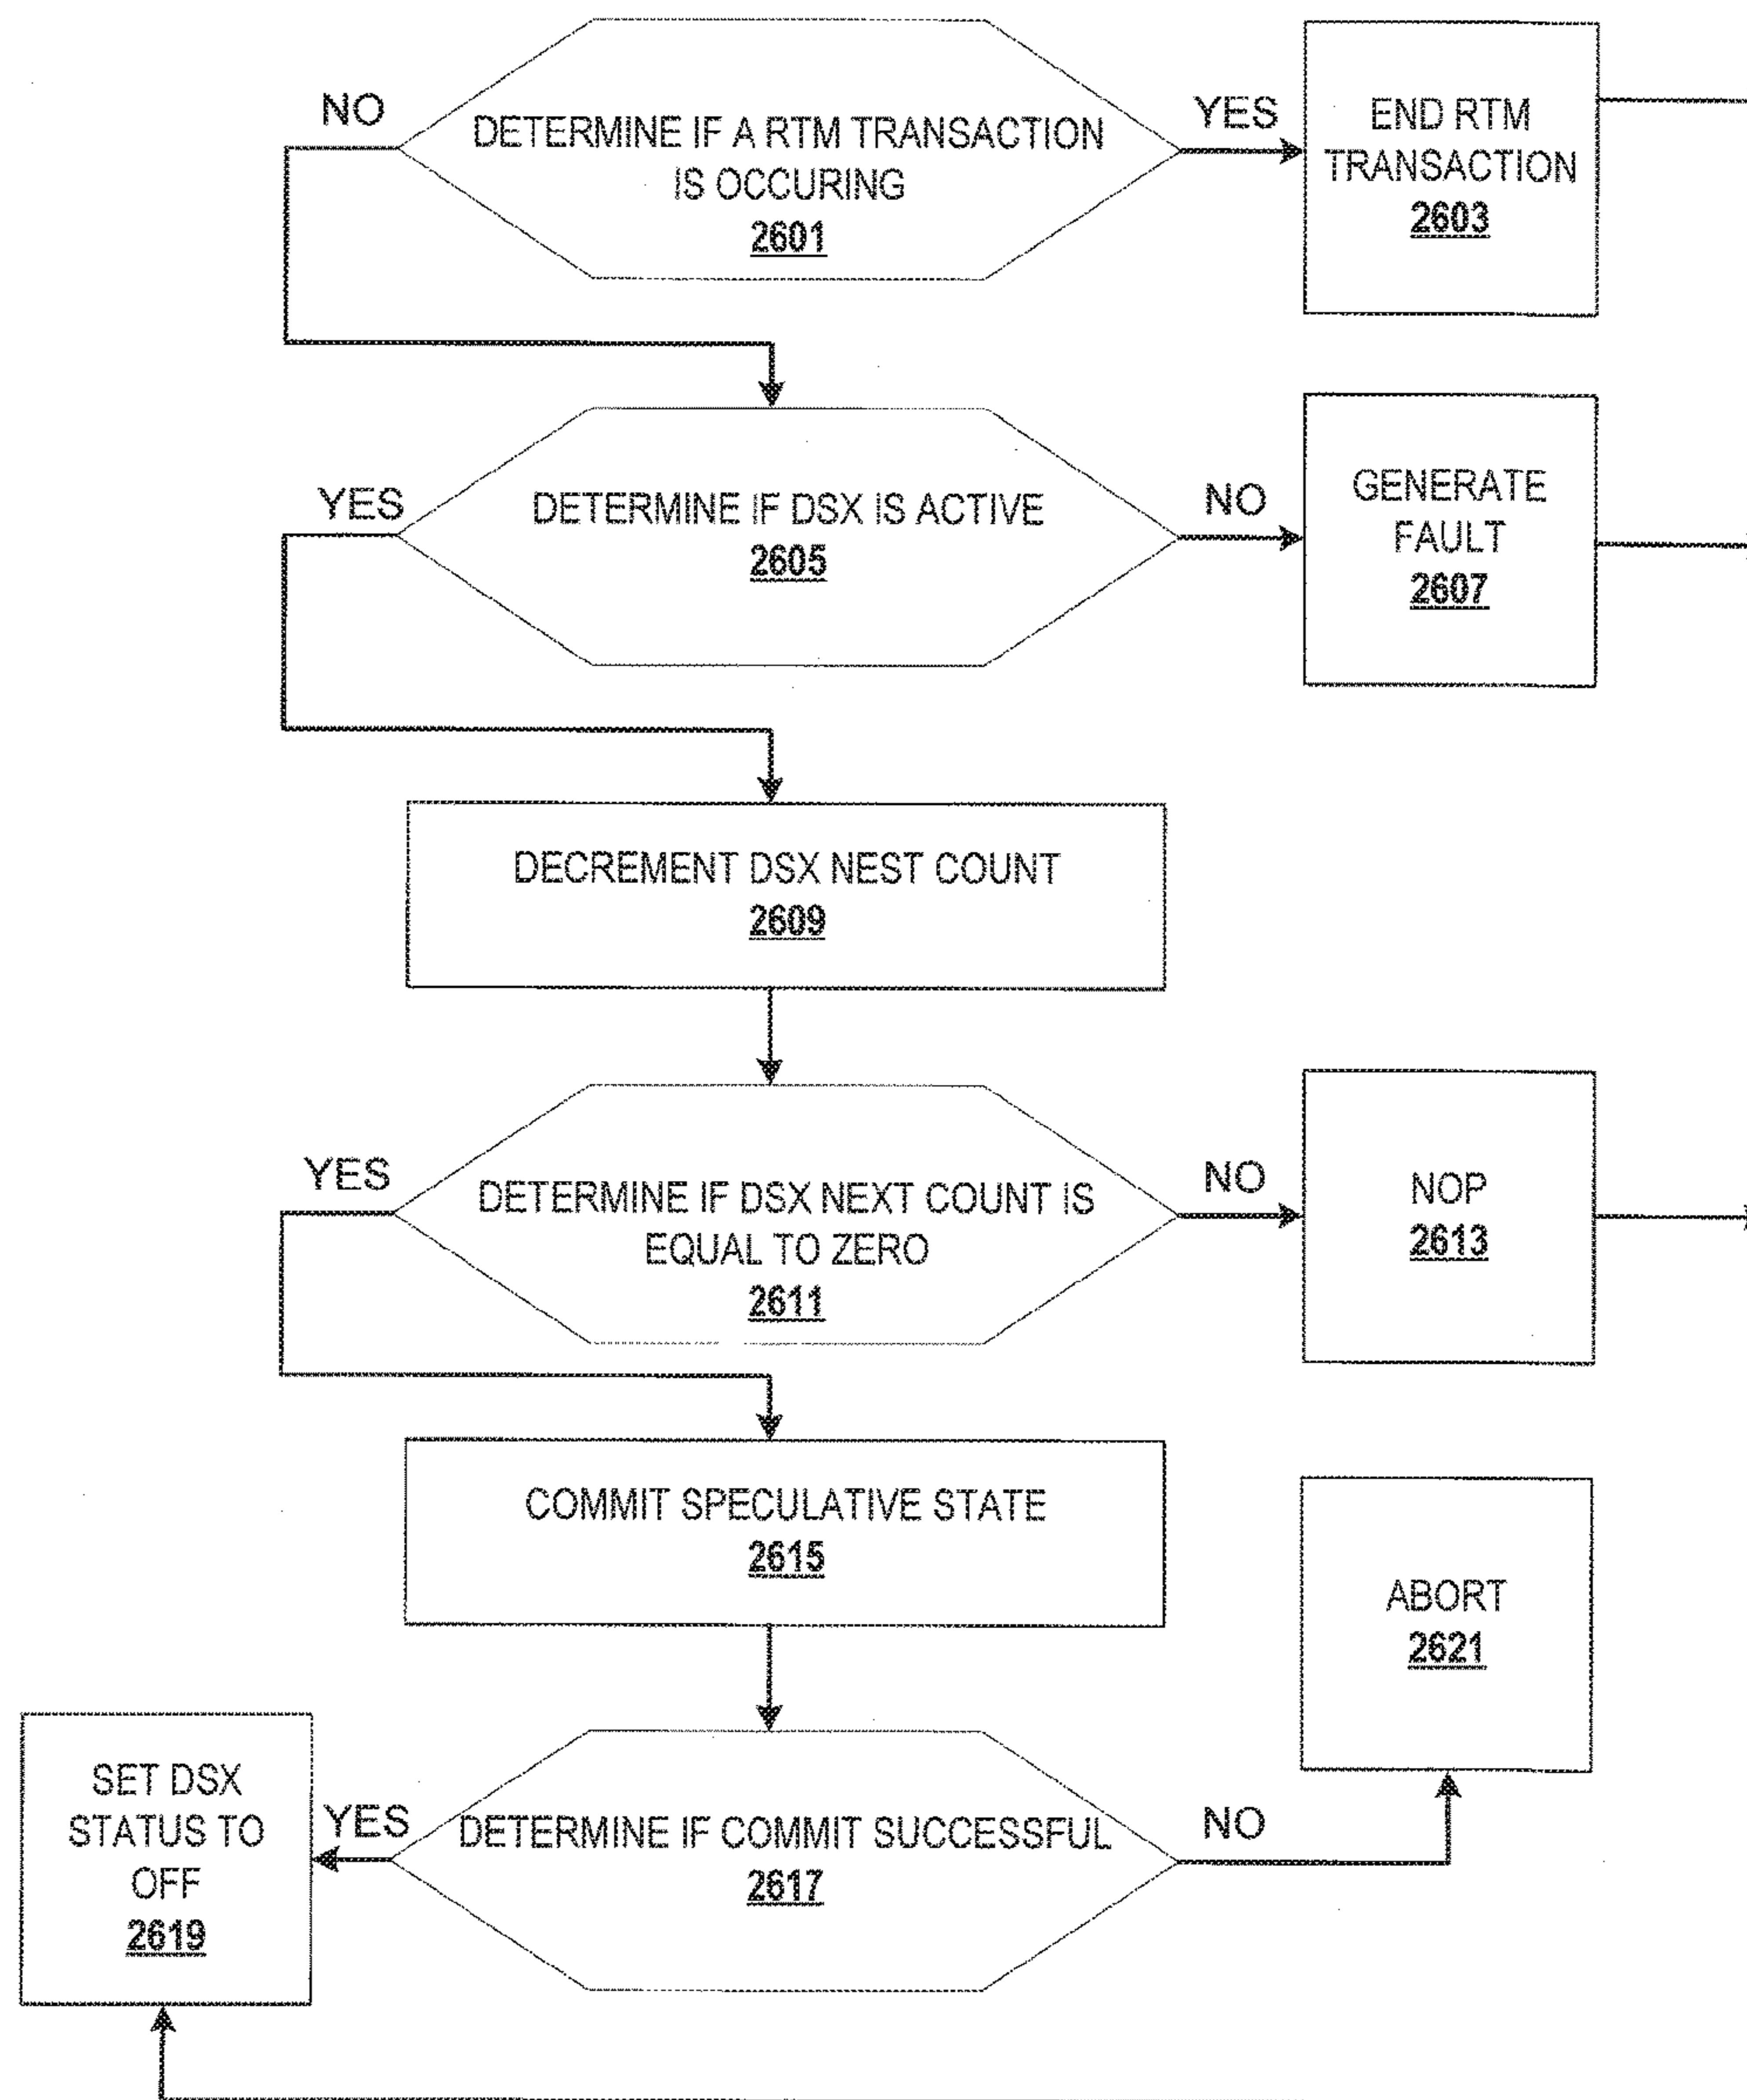 NO
DETERMINE IF A RTM TRANSACTION
IS OCCURING
2601
YES
END RTM
TRANSACTION
2603
YES
DETERMINE IF DSX IS ACTIVE
2605
NO
GENERATE
FAULT
2607
DECREMENT DSX NEST COUNT
2609
YES
DETERMINE IF DSX NEXT COUNT IS
EQUAL TO ZERO
2611
NO
NOP
2613
COMMIT SPECULATIVE STATE
2615
ABORT
2621
SET DSX
STATUS TO
OFF
2619
YES
DETERMINE IF COMMIT SUCCESSFUL
2617
NO